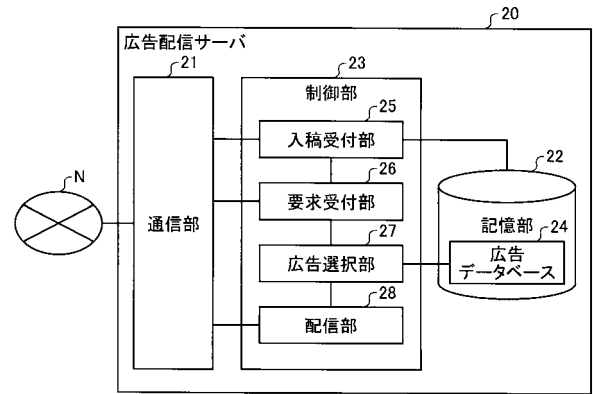 20
広告配信サーバ
21
23
制御部
25
入稿受付部
22
26
N
要求受付部
通信部
記憶部
27
24
広告選択部
広告
データベース
28
配信部